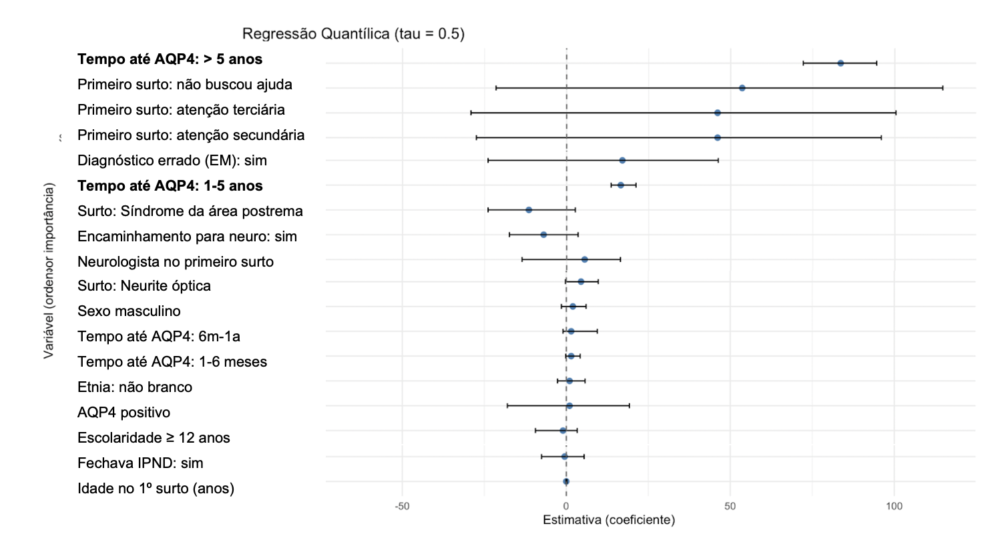 Regressão Quantílica (tau = 0.5)
Tempo até AQP4: > 5 anos
Primeiro surto: não buscou ajuda
Primeiro surto: atenção terciária
Primeiro surto: atenção secundária
Diagnóstico errado (EM): sim
Tempo até AQP4: 1-5 anos
Surto: Síndrome da área postrema
Encaminhamento para neuro: sim
Neurologista no primeiro surto
Surto: Neurite óptica
Sexo masculino
Tempo até AQP4: 6m-1a
Tempo até AQP4: 1-6 meses
Etnia: não branco
AQP4 positivo
Escolaridade ≥ 12 anos
Fechava IPND: sim
Idade no 1º surto (anos)
Variável importância)
-50 0 50 100
Estimativa (coeficiente)